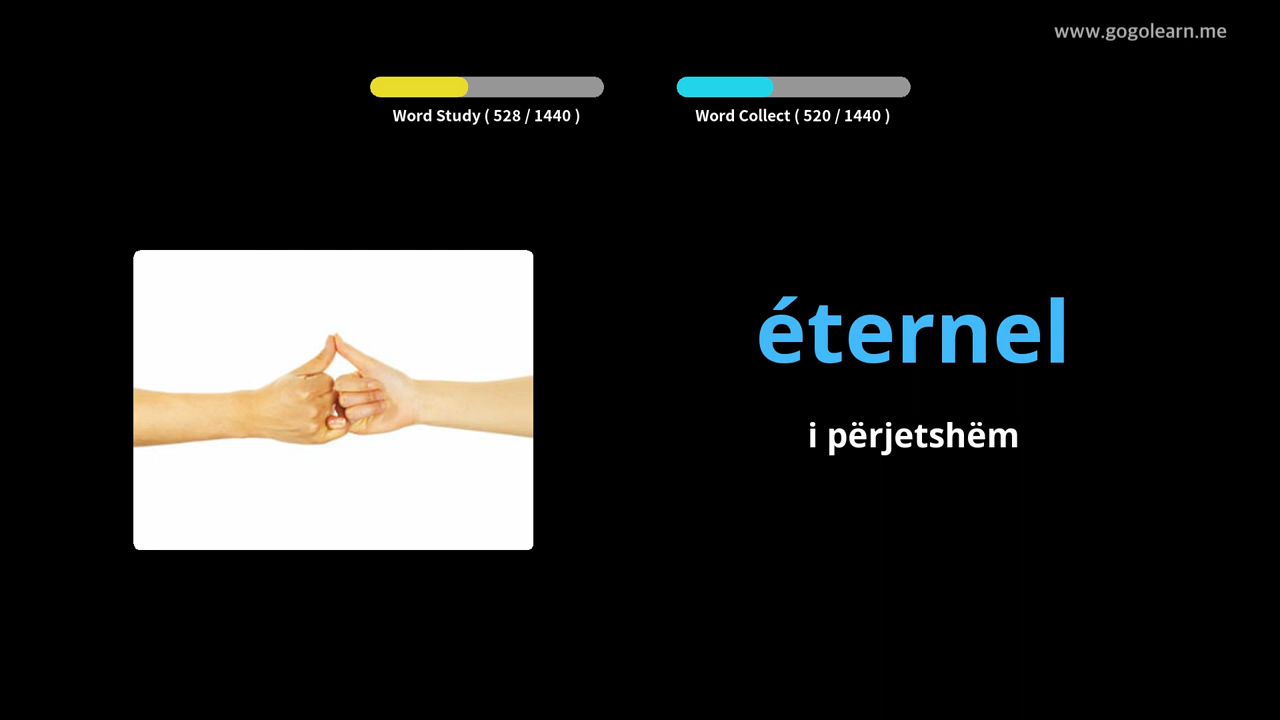 www.gogolearn.me
Word Study ( 528 / 1440 )
Word Collect ( 520 / 1440 )
éternel
i përjetshëm